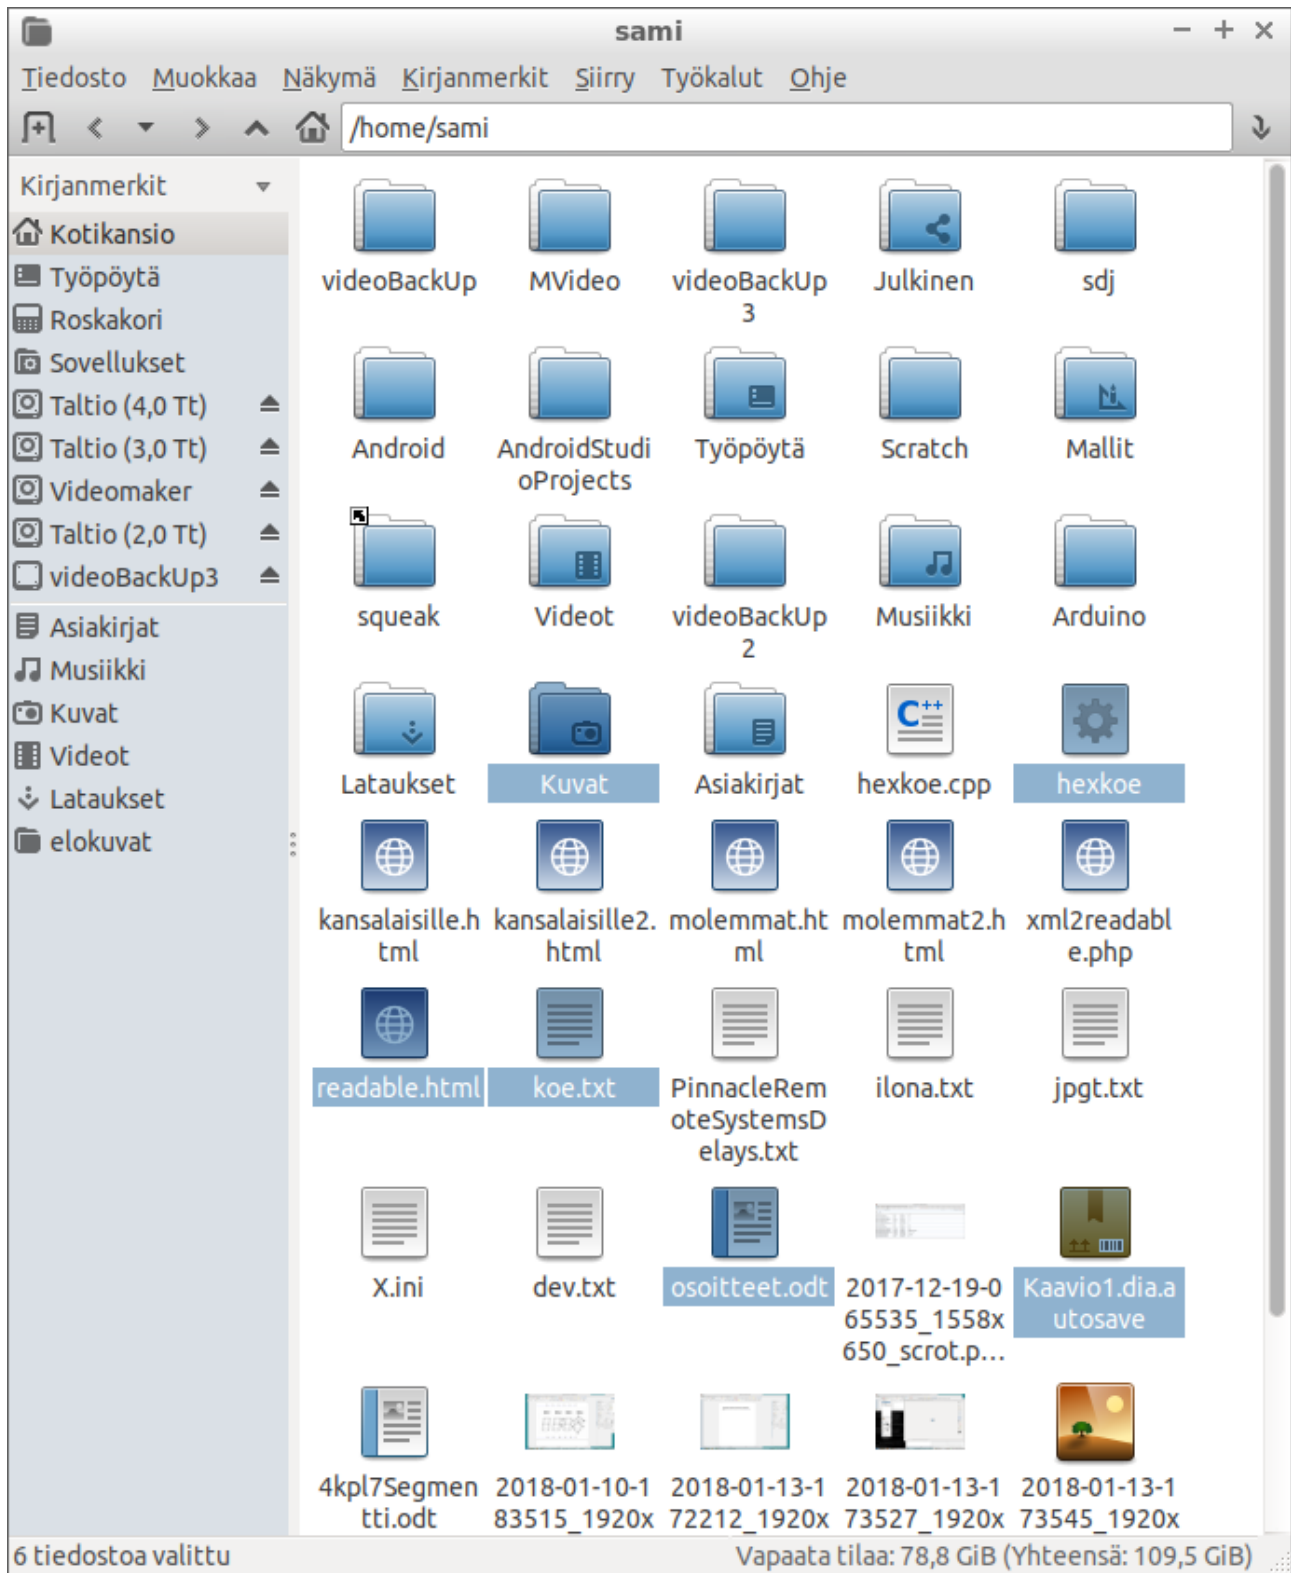 sami
Tiedosto Muokkaa Näkymä Kirjanmerkit Siirry Työkalut Ohje
/home/sami
Kirjanmerkit
Kotikansio
Työpöytä
Roskakori
Sovellukset
Taltio (4,0 Tt)
Taltio (3,0 Tt)
Videomaker
Taltio (2,0 Tt)
videoBackUp3
Asiakirjat
Musiikki
Kuvat
Videot
Lataukset
elokuvat
videoBackUp
MVideo
videoBackUp
3
Julkinen
sdj
Android
AndroidStudi
oProjects
Työpöytä
Scratch
Mallit
squeak
Videot
videoBackUp
2
Musiikki
Arduino
Lataukset
Kuvat
Asiakirjat
C++
hexkoe.cpp
hexkoe
kansalaisille.h
tml
kansalaisille2.
html
molemmat.ht
ml
molemmat2.h
tml
xml2readabl
e.php
readable.html
koe.txt
PinnacleRem
oteSystemsD
elays.txt
ilona.txt
jpgt.txt
X.ini
dev.txt
osoitteet.odt
2017-12-19-0
65535_1558x
650_scrot.p...
Kaavio1.dia.a
utosave
4kpl7Segmen
tti.odt
2018-01-10-1
83515_1920x
2018-01-13-1
72212_1920x
2018-01-13-1
73527_1920x
2018-01-13-1
73545_1920x
6 tiedostoa valittu
Vapaata tilaa: 78,8 GiB (Yhteensä: 109,5 GiB)